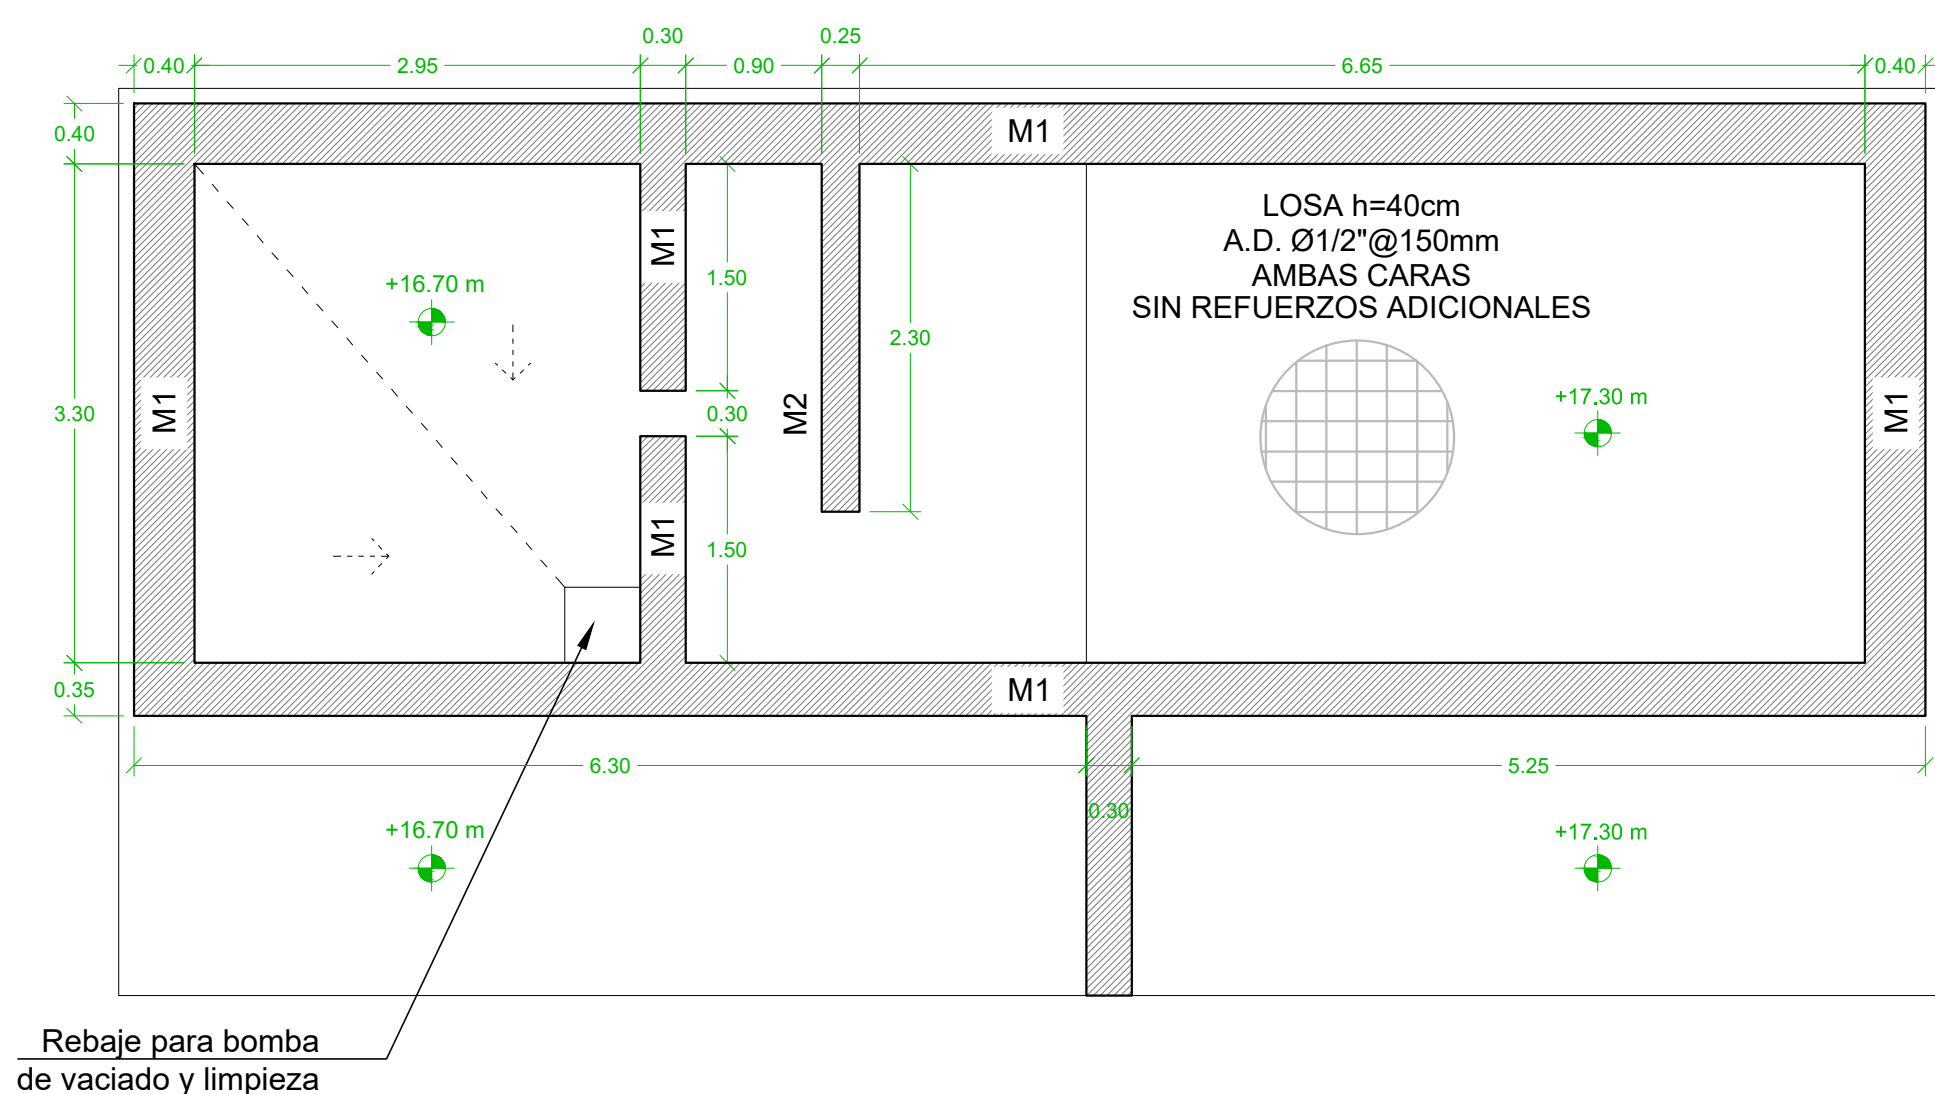 0.30
0.25
0.40
2.95
0.90
6.65
0.40
0.40
M1
LOSA h=40cm
A.D. Ø1/2"@150mm
AMBAS CARAS
SIN REFUERZOS ADICIONALES
M1
+16.70 m
1.50
2.30
3.30
M1
0.30
M2
+17.30 m
M1
M1
1.50
0.35
M1
6.30
5.25
0.30
+16.70 m
+17.30 m
Rebaje para bomba
de vaciado y limpieza